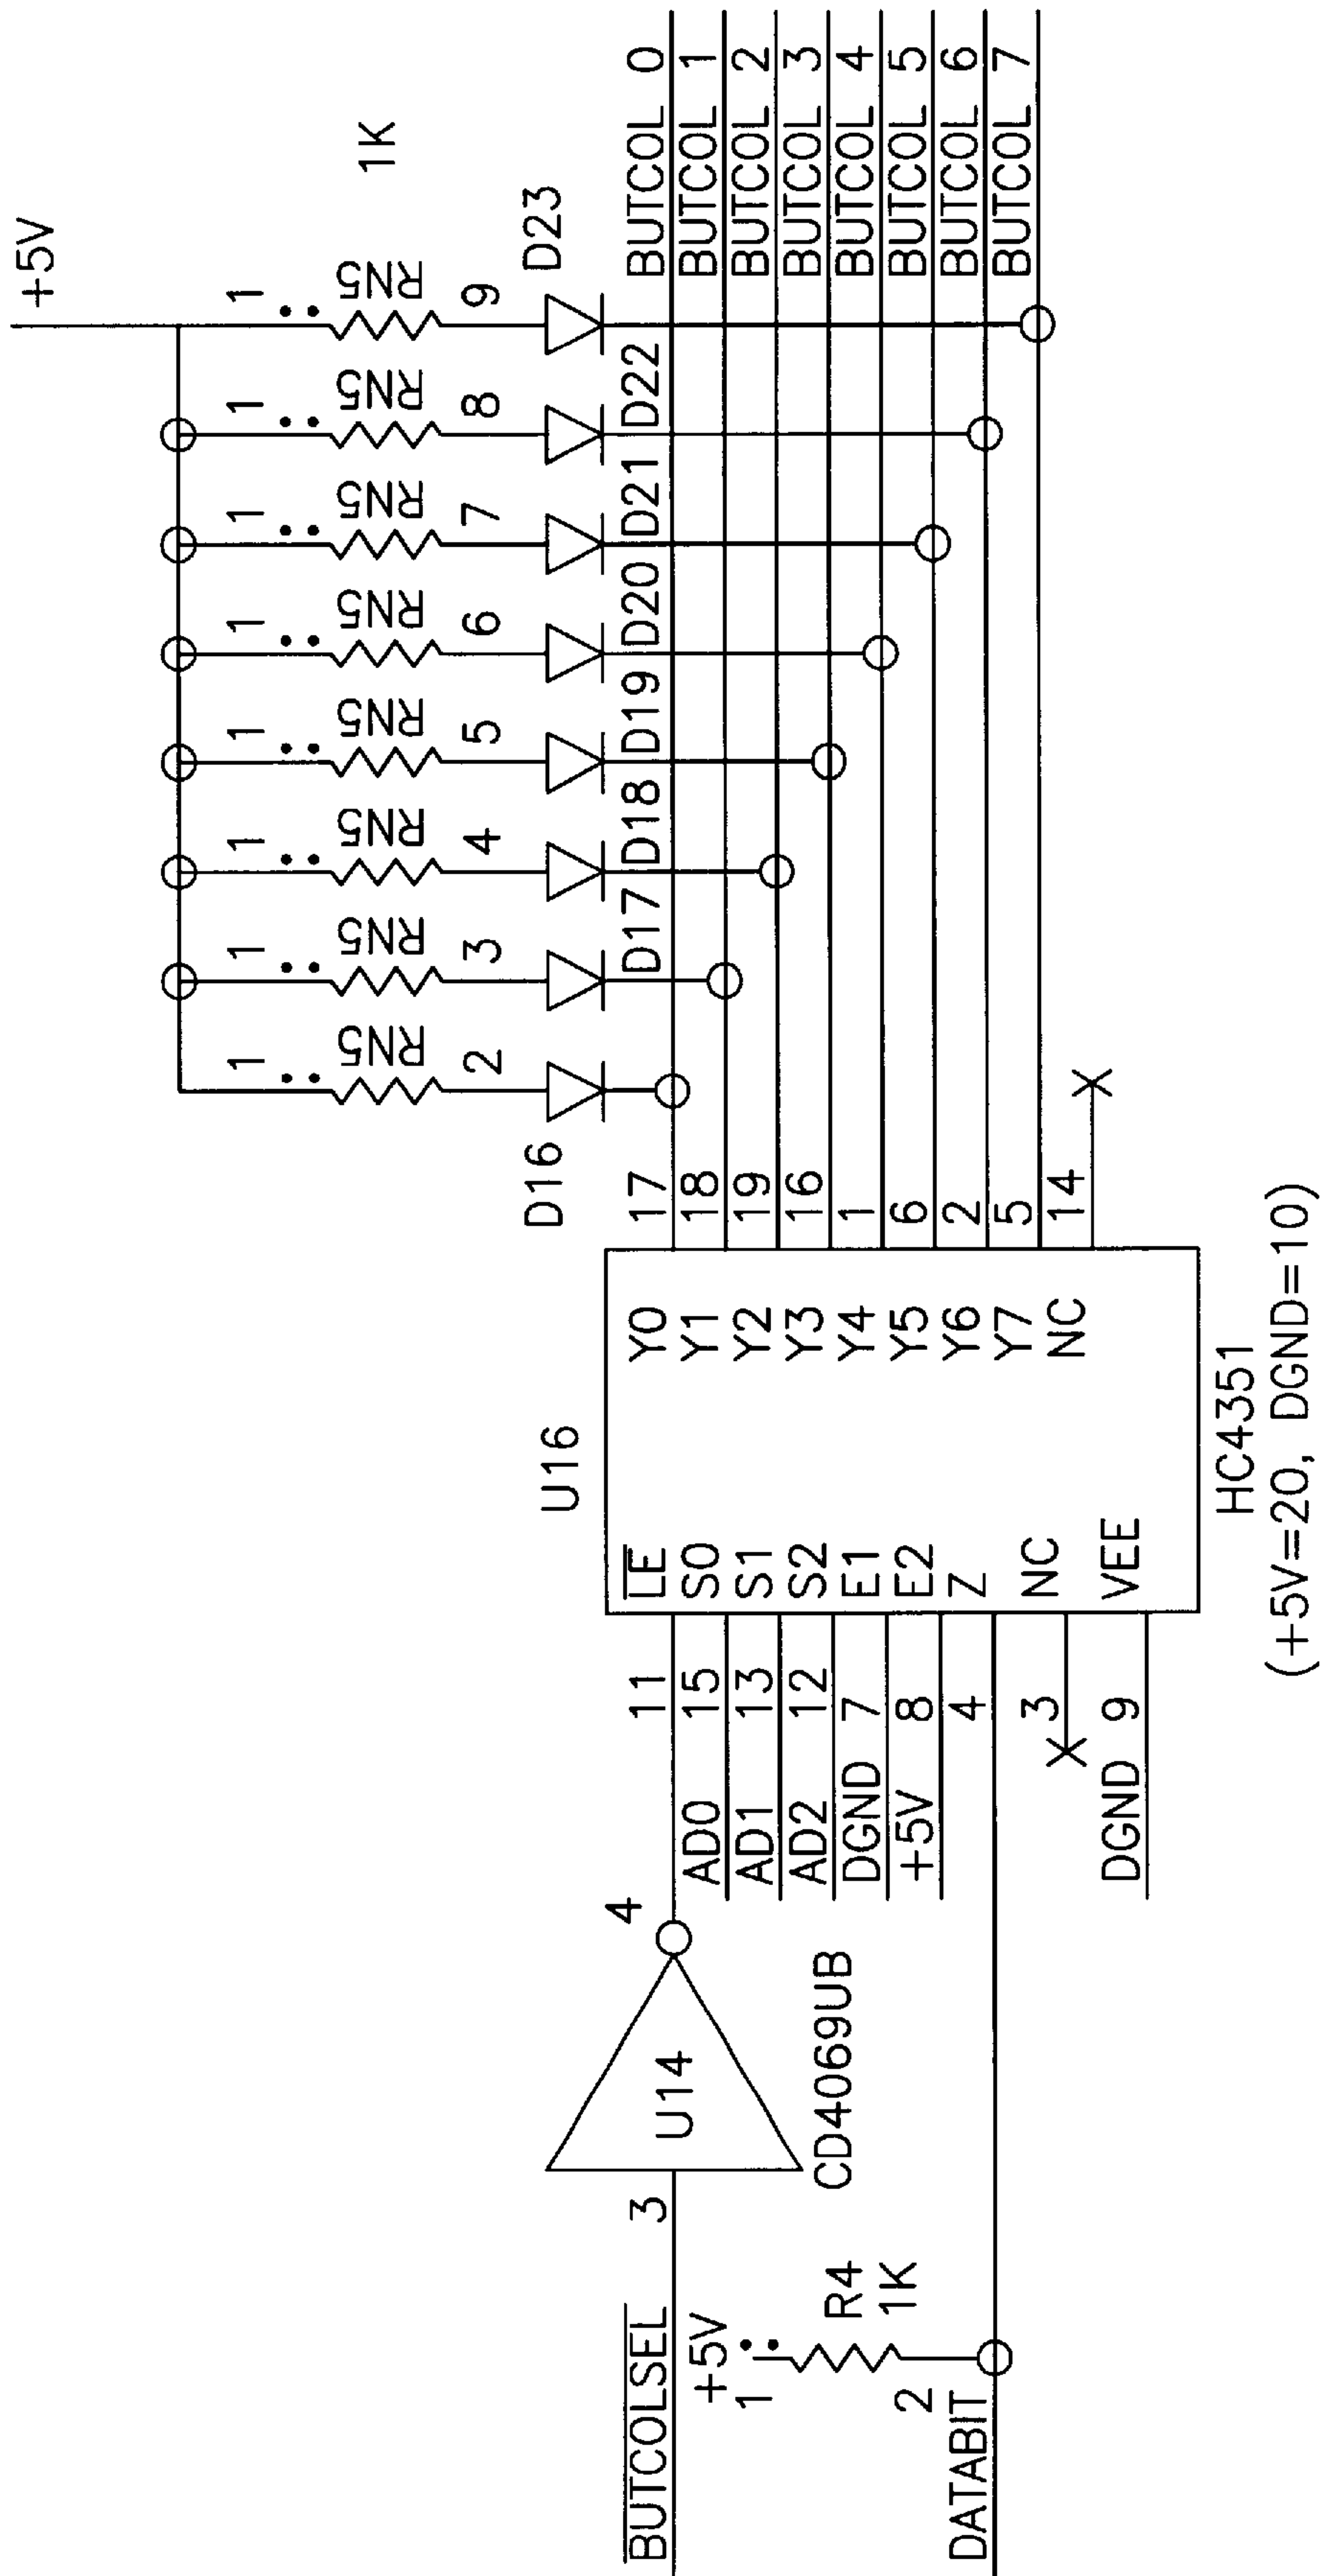 +5V
1K
1
1
1
1
1
1
1
1
RN5
RN5
RN5
RN5
RN5
RN5
RN5
RN5
2
3
4
5
6
7
8
9
D16
D17
D18
D19
D20
D21
D22
D23
BUTCOL 0
BUTCOL 1
BUTCOL 2
BUTCOL 3
BUTCOL 4
BUTCOL 5
BUTCOL 6
BUTCOL 7
U16
LE
S0
S1
S2
E1
E2
Z
NC
VEE
Y0
Y1
Y2
Y3
Y4
Y5
Y6
Y7
NC
17
18
19
16
1
6
2
5
14
11
AD0 15
AD1 13
AD2 12
DGND 7
+5V 8
4
3
DGND 9
HC4351
(+5V=20, DGND=10)
BUTCOLSEL 3
U14
4
CD4069UB
+5V
1
R4
1K
2
DATABIT